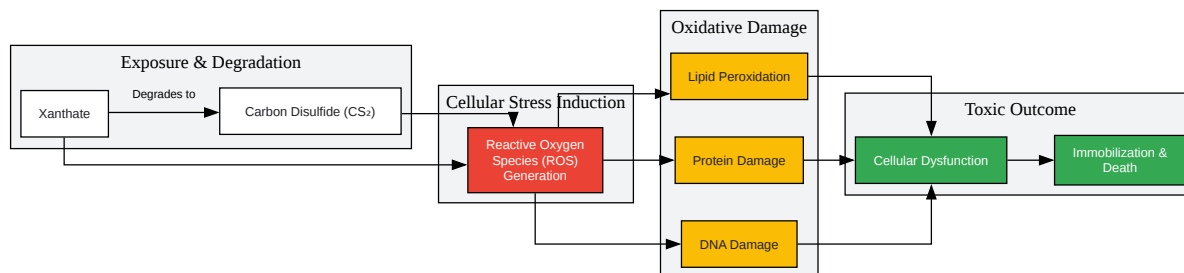 Exposure & Degradation
Xanthate
Degrades to
Carbon Disulfide (CS₂)
Cellular Stress Induction
Reactive Oxygen
Species (ROS)
Generation
Oxidative Damage
Lipid Peroxidation
Protein Damage
DNA Damage
Toxic Outcome
Cellular Dysfunction
Immobilization &
Death